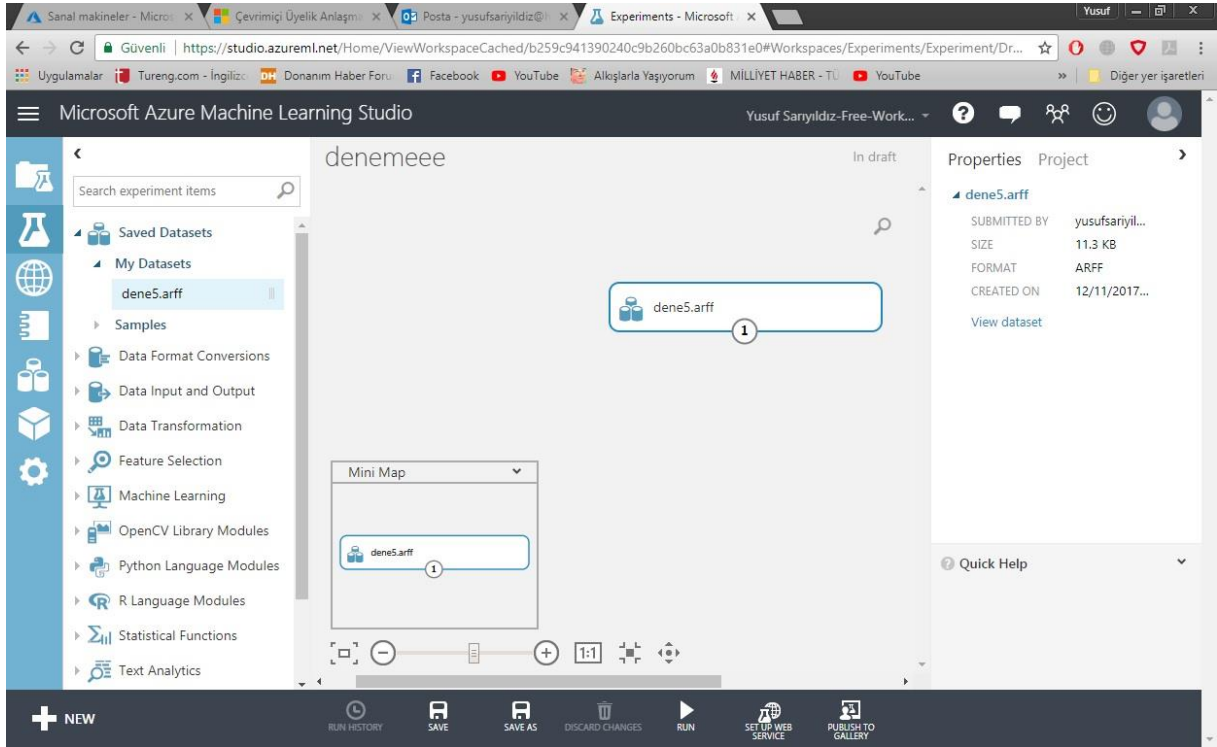 Sanal makineler - Micros
Çevrimiçi Üyelik Anlaşma
Posta - yusufsariyildiz@h
Experiments - Microsoft
Yusuf
Güvenli
https://studio.azureml.net/Home/ViewWorkspaceCached/b259c941390240c9b260bc63a0b831e0#Workspaces/Experiments/Experiment/Dr...
Uygulamalar
Tureng.com - İngilizc
Donanım Haber Foru
Facebook
YouTube
Alkışlarla Yaşıyorum
MİLLİYET HABER - TÜ
YouTube
»
Diğer yer işaretleri
Microsoft Azure Machine Learning Studio
Yusuf Sarıyıldız-Free-Work...
Search experiment items
Saved Datasets
My Datasets
dene5.arff
Samples
Data Format Conversions
Data Input and Output
Data Transformation
Feature Selection
Machine Learning
OpenCV Library Modules
Python Language Modules
R Language Modules
Statistical Functions
Text Analytics
denemeee
In draft
dene5.arff
1
Mini Map
dene5.arff
1
1:1
Properties
Project
dene5.arff
SUBMITTED BY yusufsariyil...
SIZE 11.3 KB
FORMAT ARFF
CREATED ON 12/11/2017...
View dataset
Quick Help
NEW
RUN HISTORY
SAVE
SAVE AS
DISCARD CHANGES
RUN
SET UP WEB
SERVICE
PUBLISH TO
GALLERY